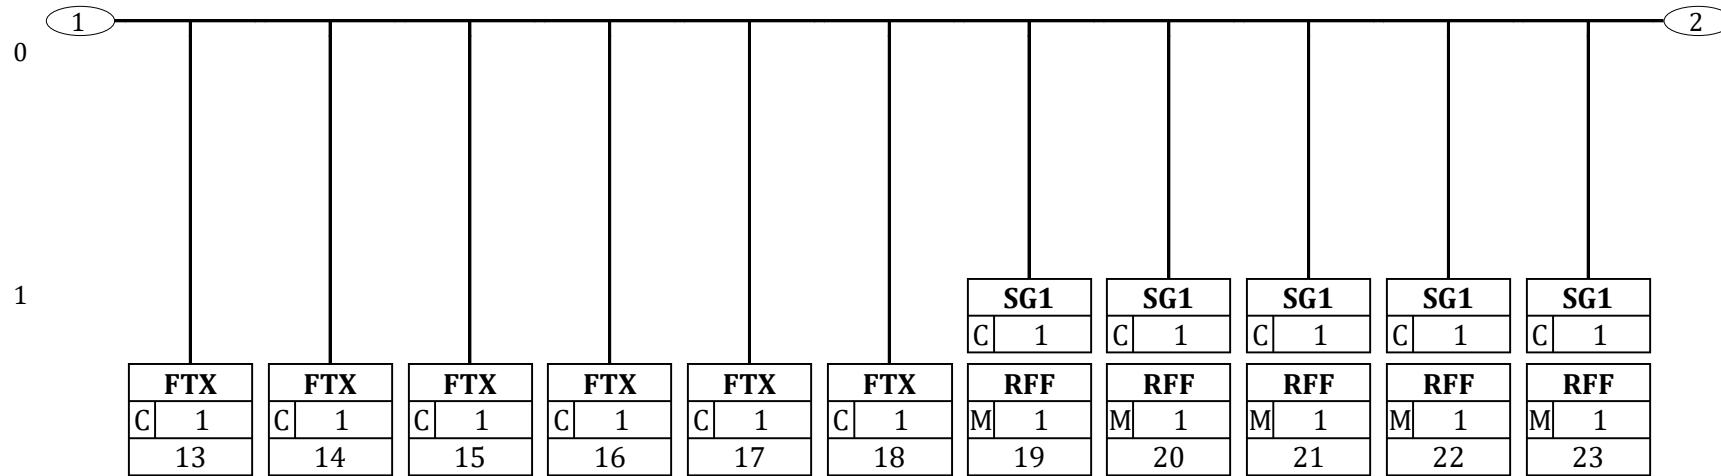 1 2
0
1 SG1 SG1 SG1 SG1 SG1
C 1 C 1 C 1 C 1 C 1
FTX FTX FTX FTX FTX FTX RFF RFF RFF RFF RFF
C 1 C 1 C 1 C 1 C 1 C 1 M 1 M 1 M 1 M 1 M 1
13 14 15 16 17 18 19 20 21 22 23